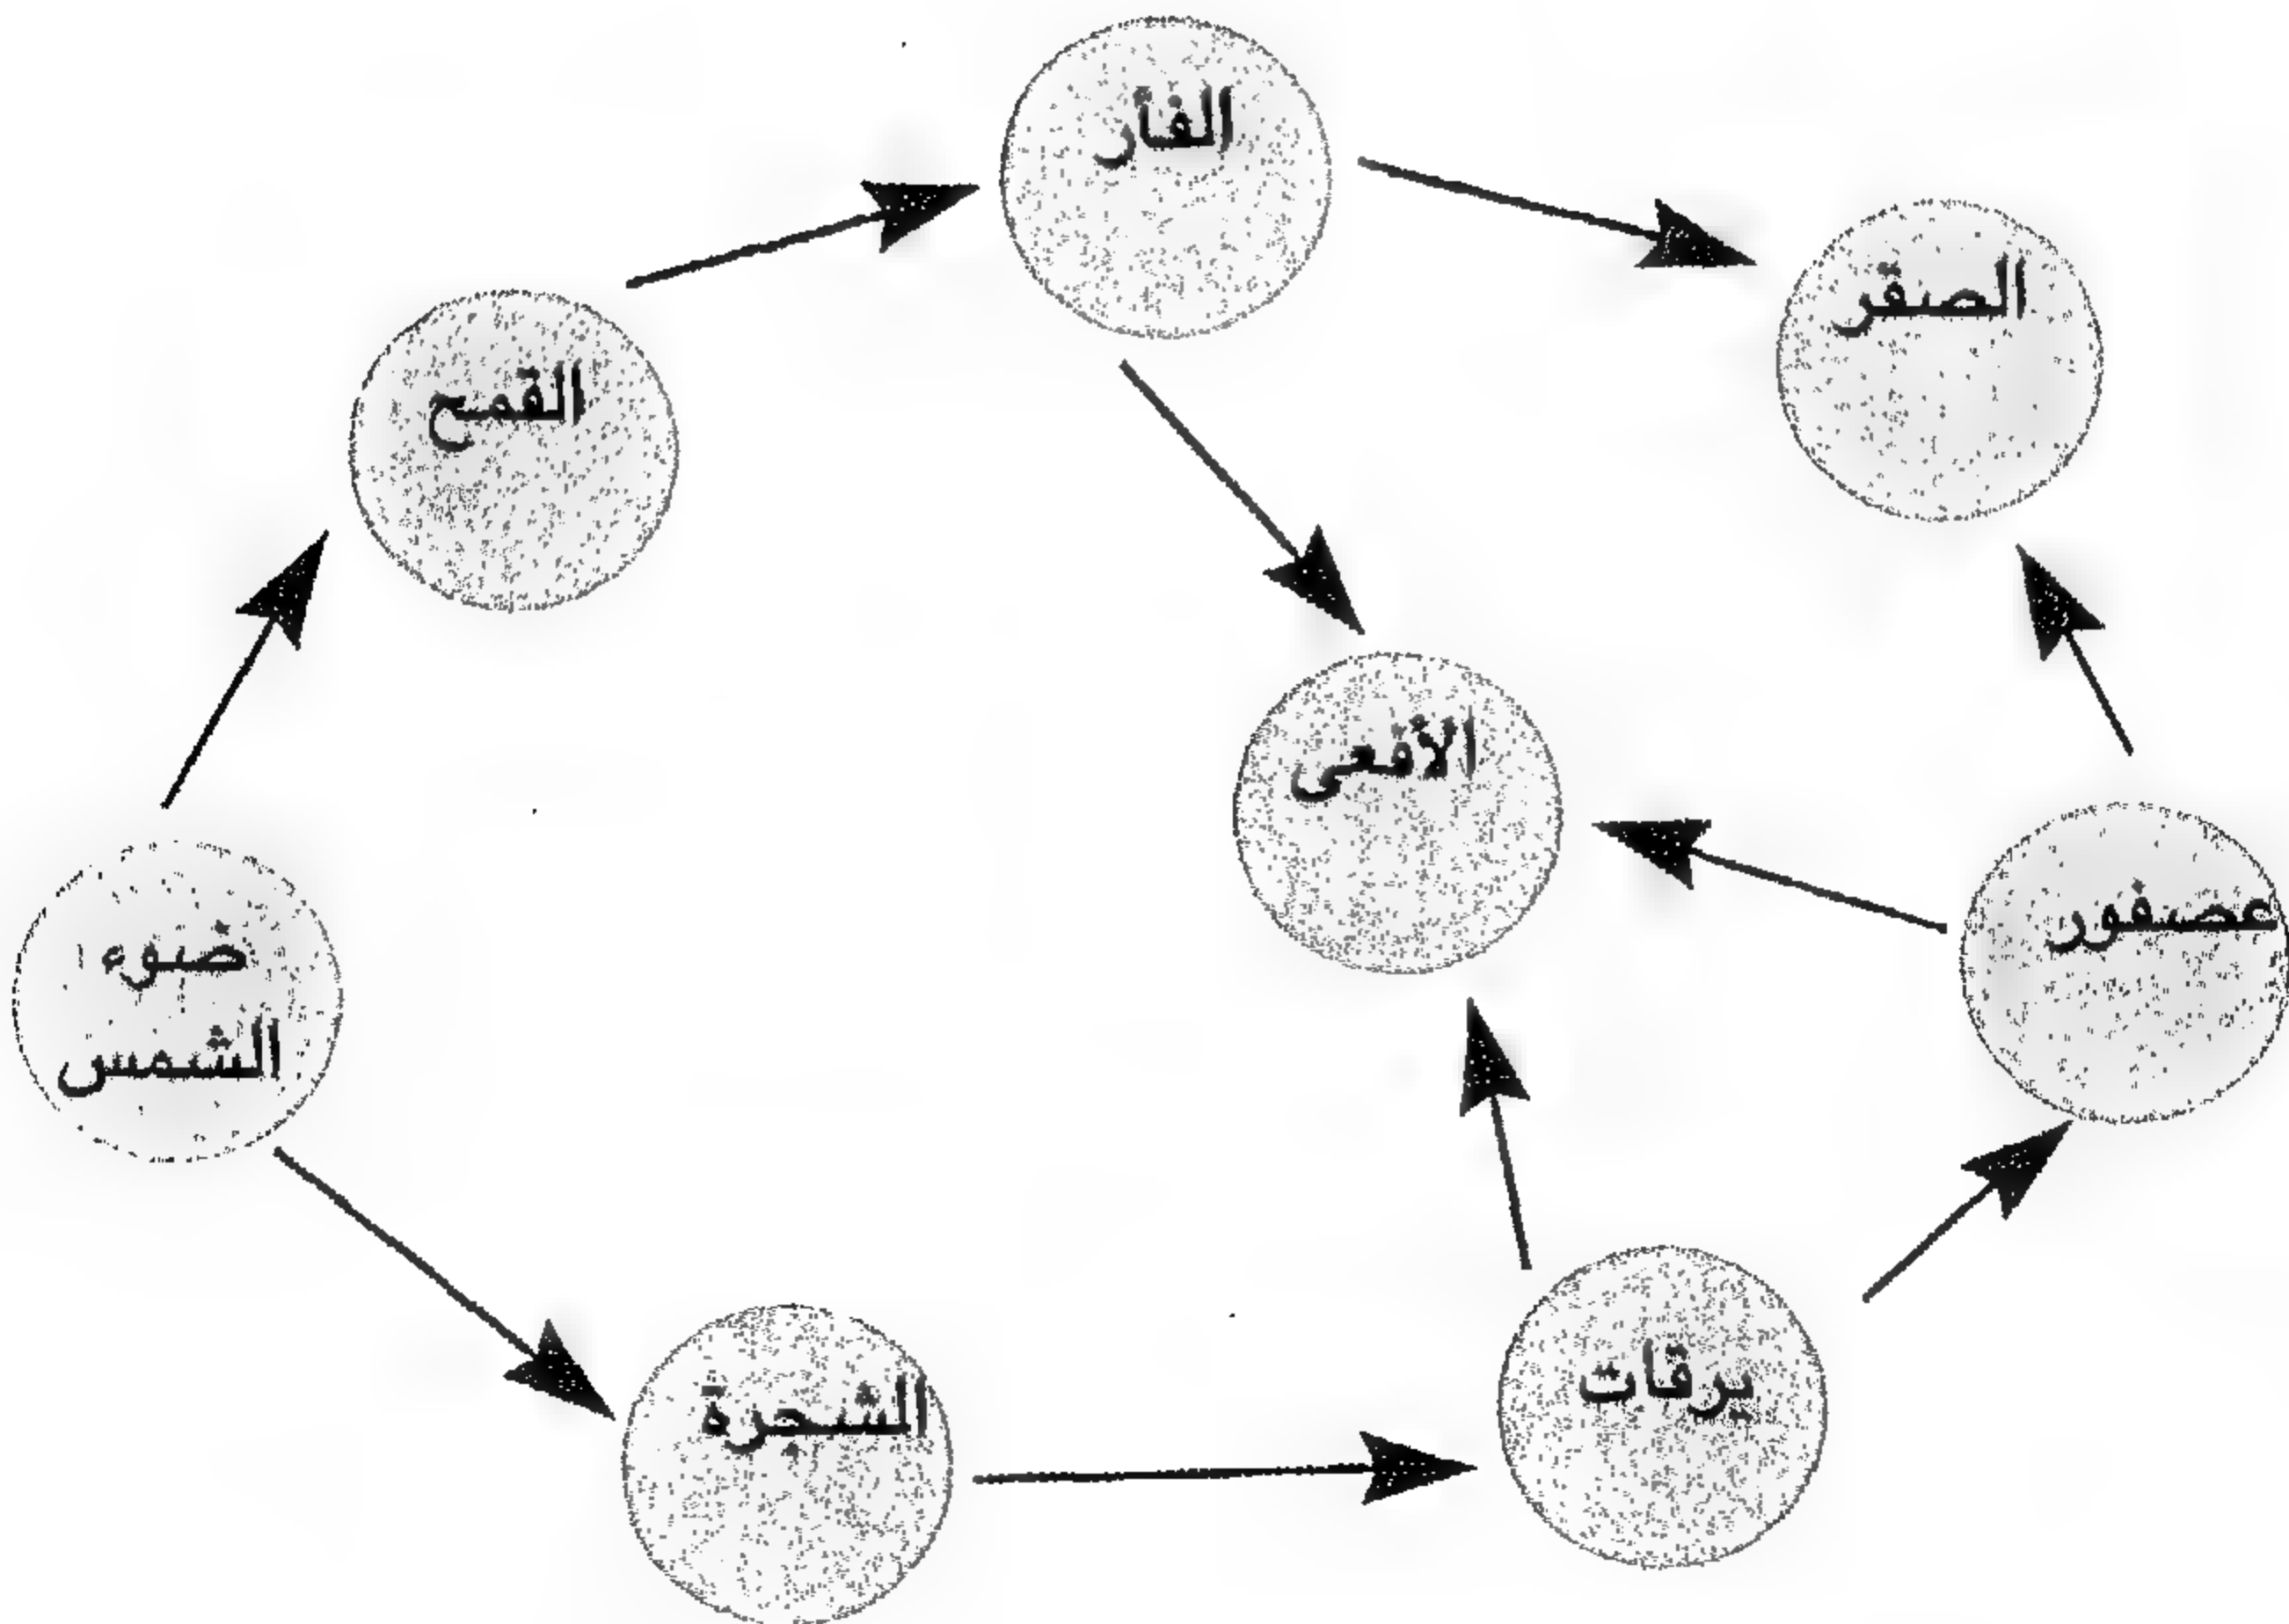 الفأر
الصقر
القمح
الأفعى
عصفور
ضوء
الشمس
يرقات
الشجرة